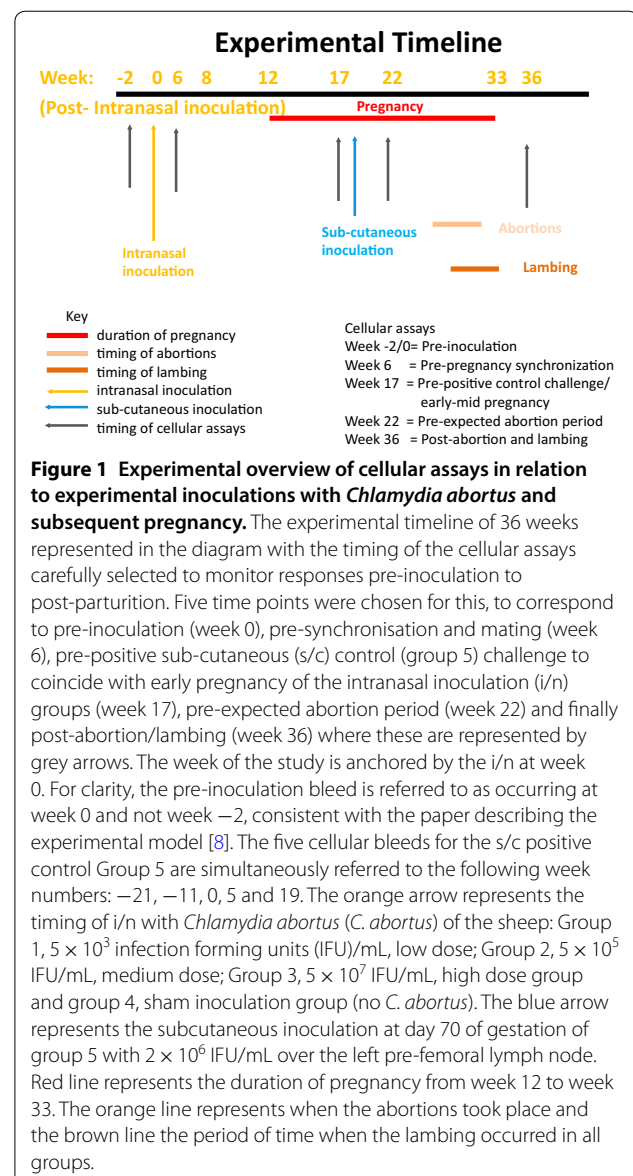 Experimental Timeline
Week: -2 0 6 8 12 17 22 33 36
(Post- Intranasal inoculation)
Pregnancy
Intranasal
inoculation
Sub-cutaneous
inoculation
Abortions
Lambing
Key
duration of pregnancy
timing of abortions
timing of lambing
intranasal inoculation
sub-cutaneous inoculation
timing of cellular assays
Cellular assays
Week -2/0= Pre-inoculation
Week 6 = Pre-pregnancy synchronization
Week 17 = Pre-positive control challenge/
early-mid pregnancy
Week 22 = Pre-expected abortion period
Week 36 = Post-abortion and lambing
Figure 1 Experimental overview of cellular assays in relation
to experimental inoculations with Chlamydia abortus and
subsequent pregnancy. The experimental timeline of 36 weeks
represented in the diagram with the timing of the cellular assays
carefully selected to monitor responses pre-inoculation to
post-parturition. Five time points were chosen for this, to correspond
to pre-inoculation (week 0), pre-synchronisation and mating (week
6), pre-positive sub-cutaneous (s/c) control (group 5) challenge to
coincide with early pregnancy of the intranasal inoculation (i/n)
groups (week 17), pre-expected abortion period (week 22) and finally
post-abortion/lambing (week 36) where these are represented by
grey arrows. The week of the study is anchored by the i/n at week
0. For clarity, the pre-inoculation bleed is referred to as occurring at
week 0 and not week −2, consistent with the paper describing the
experimental model [8]. The five cellular bleeds for the s/c positive
control Group 5 are simultaneously referred to the following week
numbers: −21, −11, 0, 5 and 19. The orange arrow represents the
timing of i/n with Chlamydia abortus (C. abortus) of the sheep: Group
1, 5 × 10³ infection forming units (IFU)/mL, low dose; Group 2, 5 × 10⁵
IFU/mL, medium dose; Group 3, 5 × 10⁷ IFU/mL, high dose group
and group 4, sham inoculation group (no C. abortus). The blue arrow
represents the subcutaneous inoculation at day 70 of gestation of
group 5 with 2 × 10⁶ IFU/mL over the left pre-femoral lymph node.
Red line represents the duration of pregnancy from week 12 to week
33. The orange line represents when the abortions took place and
the brown line the period of time when the lambing occurred in all
groups.